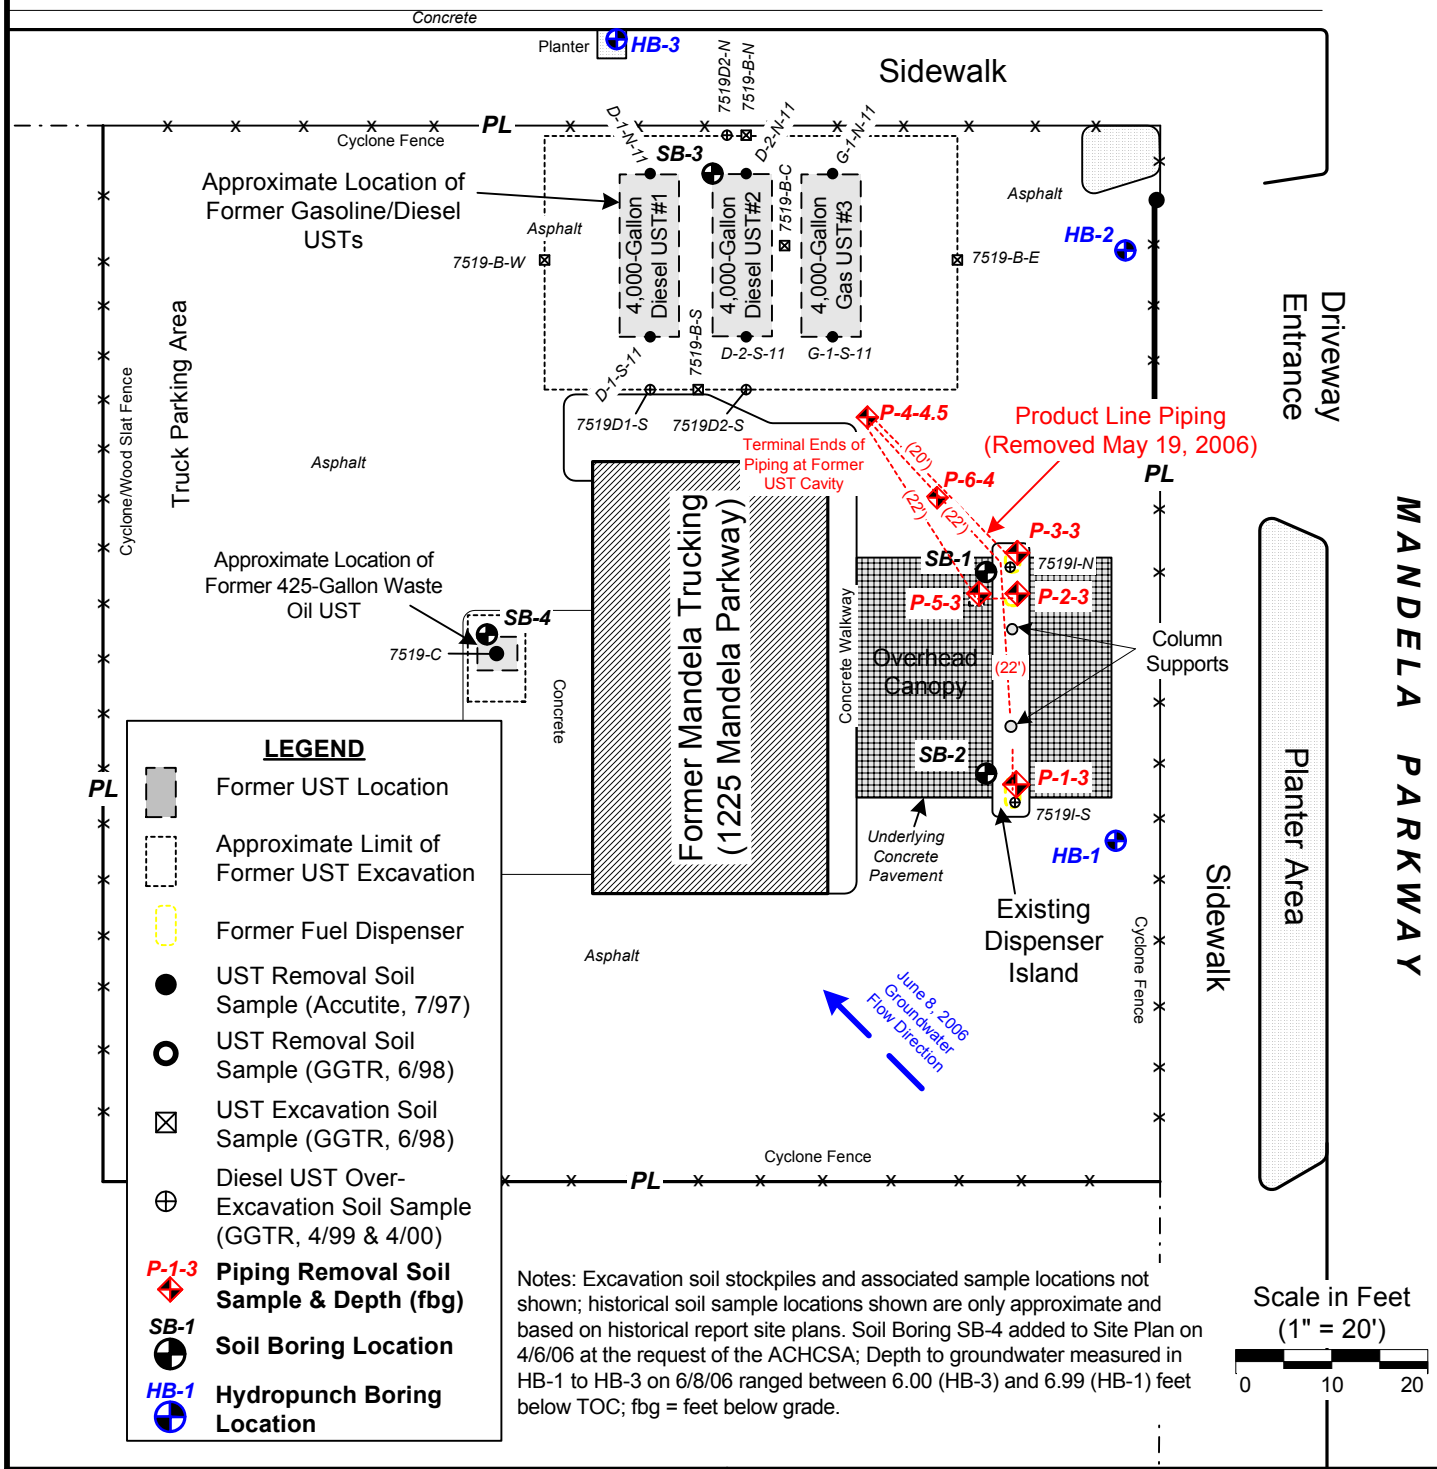 Concrete
Planter
HB-3
Sidewalk
7519D2-N
7519-B-N
D-1-N-11
D-2-N-11
G-1-N-11
PL
Cyclone Fence
SB-3
Approximate Location of
Former Gasoline/Diesel
USTs
Asphalt
7519-B-W
4,000-Gallon
Diesel UST#1
4,000-Gallon
Diesel UST#2
7519-B-C
4,000-Gallon
Gas UST#3
7519-B-E
Asphalt
HB-2
Driveway
Entrance
Truck Parking Area
Cyclone/Wood Slat Fence
D-1-S-11
7519-B-S
D-2-S-11
G-1-S-11
7519D1-S
7519D2-S
P-4-4.5
Product Line Piping
(Removed May 19, 2006)
Terminal Ends of
Piping at Former
UST Cavity
(20')
P-6-4
(22')
(22')
PL
Asphalt
P-3-3
SB-1
7519I-N
P-5-3
P-2-3
Approximate Location of
Former 425-Gallon Waste
Oil UST
SB-4
7519-C
Concrete
Former Mandela Trucking
(1225 Mandela Parkway)
Concrete Walkway
Overhead
Canopy
(22')
Column
Supports
SB-2
P-1-3
7519I-S
Underlying
Concrete
Pavement
HB-1
Existing
Dispenser
Island
Sidewalk
Planter Area
MANDELA PARKWAY
Cyclone Fence
Asphalt
June 8, 2006
Groundwater
Flow Direction
PL
Cyclone Fence
PL
LEGEND
Former UST Location
Approximate Limit of
Former UST Excavation
Former Fuel Dispenser
UST Removal Soil
Sample (Accutite, 7/97)
UST Removal Soil
Sample (GGTR, 6/98)
UST Excavation Soil
Sample (GGTR, 6/98)
Diesel UST Over-
Excavation Soil Sample
(GGTR, 4/99 & 4/00)
P-1-3 Piping Removal Soil
Sample & Depth (fbg)
SB-1
Soil Boring Location
HB-1 Hydropunch Boring
Location
Notes: Excavation soil stockpiles and associated sample locations not
shown; historical soil sample locations shown are only approximate and
based on historical report site plans. Soil Boring SB-4 added to Site Plan on
4/6/06 at the request of the ACHCSA; Depth to groundwater measured in
HB-1 to HB-3 on 6/8/06 ranged between 6.00 (HB-3) and 6.99 (HB-1) feet
below TOC; fbg = feet below grade.
Scale in Feet
(1" = 20')
0 10 20